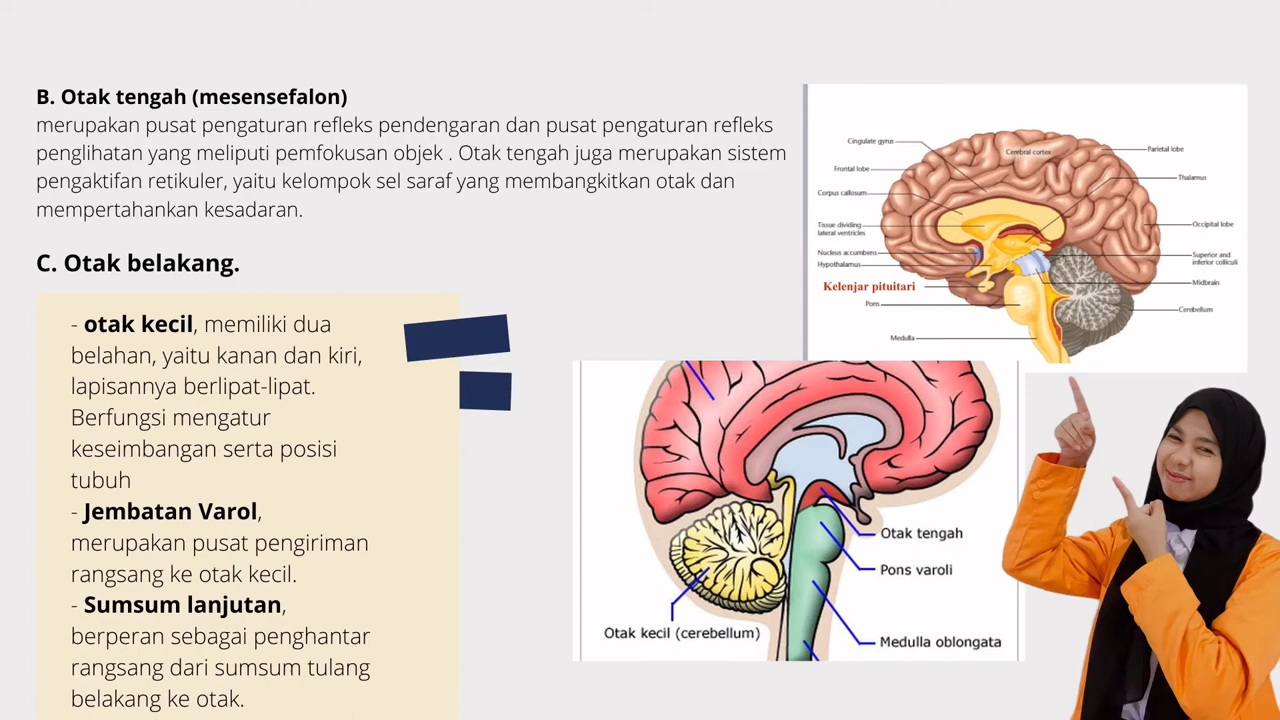 B. Otak tengah (mesensefalon)
merupakan pusat pengaturan refleks pendengaran dan pusat pengaturan refleks
penglihatan yang meliputi pemfokusan objek . Otak tengah juga merupakan sistem
pengaktifan retikuler, yaitu kelompok sel saraf yang membangkitkan otak dan
mempertahankan kesadaran.
C. Otak belakang.
- otak kecil, memiliki dua
belahan, yaitu kanan dan kiri,
lapisannya berlipat-lipat.
Berfungsi mengatur
keseimbangan serta posisi
tubuh
- Jembatan Varol,
merupakan pusat pengiriman
rangsang ke otak kecil.
- Sumsum lanjutan,
berperan sebagai penghantar
rangsang dari sumsum tulang
belakang ke otak.
Cingulate gyrus
Frontal lobe
Corpus callosum
Tissue dividing
lateral ventricles
Nucleus accumbens
Hypothalamus
Kelenjar pituitari
Pons
Medulla
Cerebral cortex
Parietal lobe
Thalamus
Occipital lobe
Superior and
inferior colliculi
Midbrain
Cerebellum
Otak tengah
Pons varoli
Otak kecil (cerebellum)
Medulla oblongata